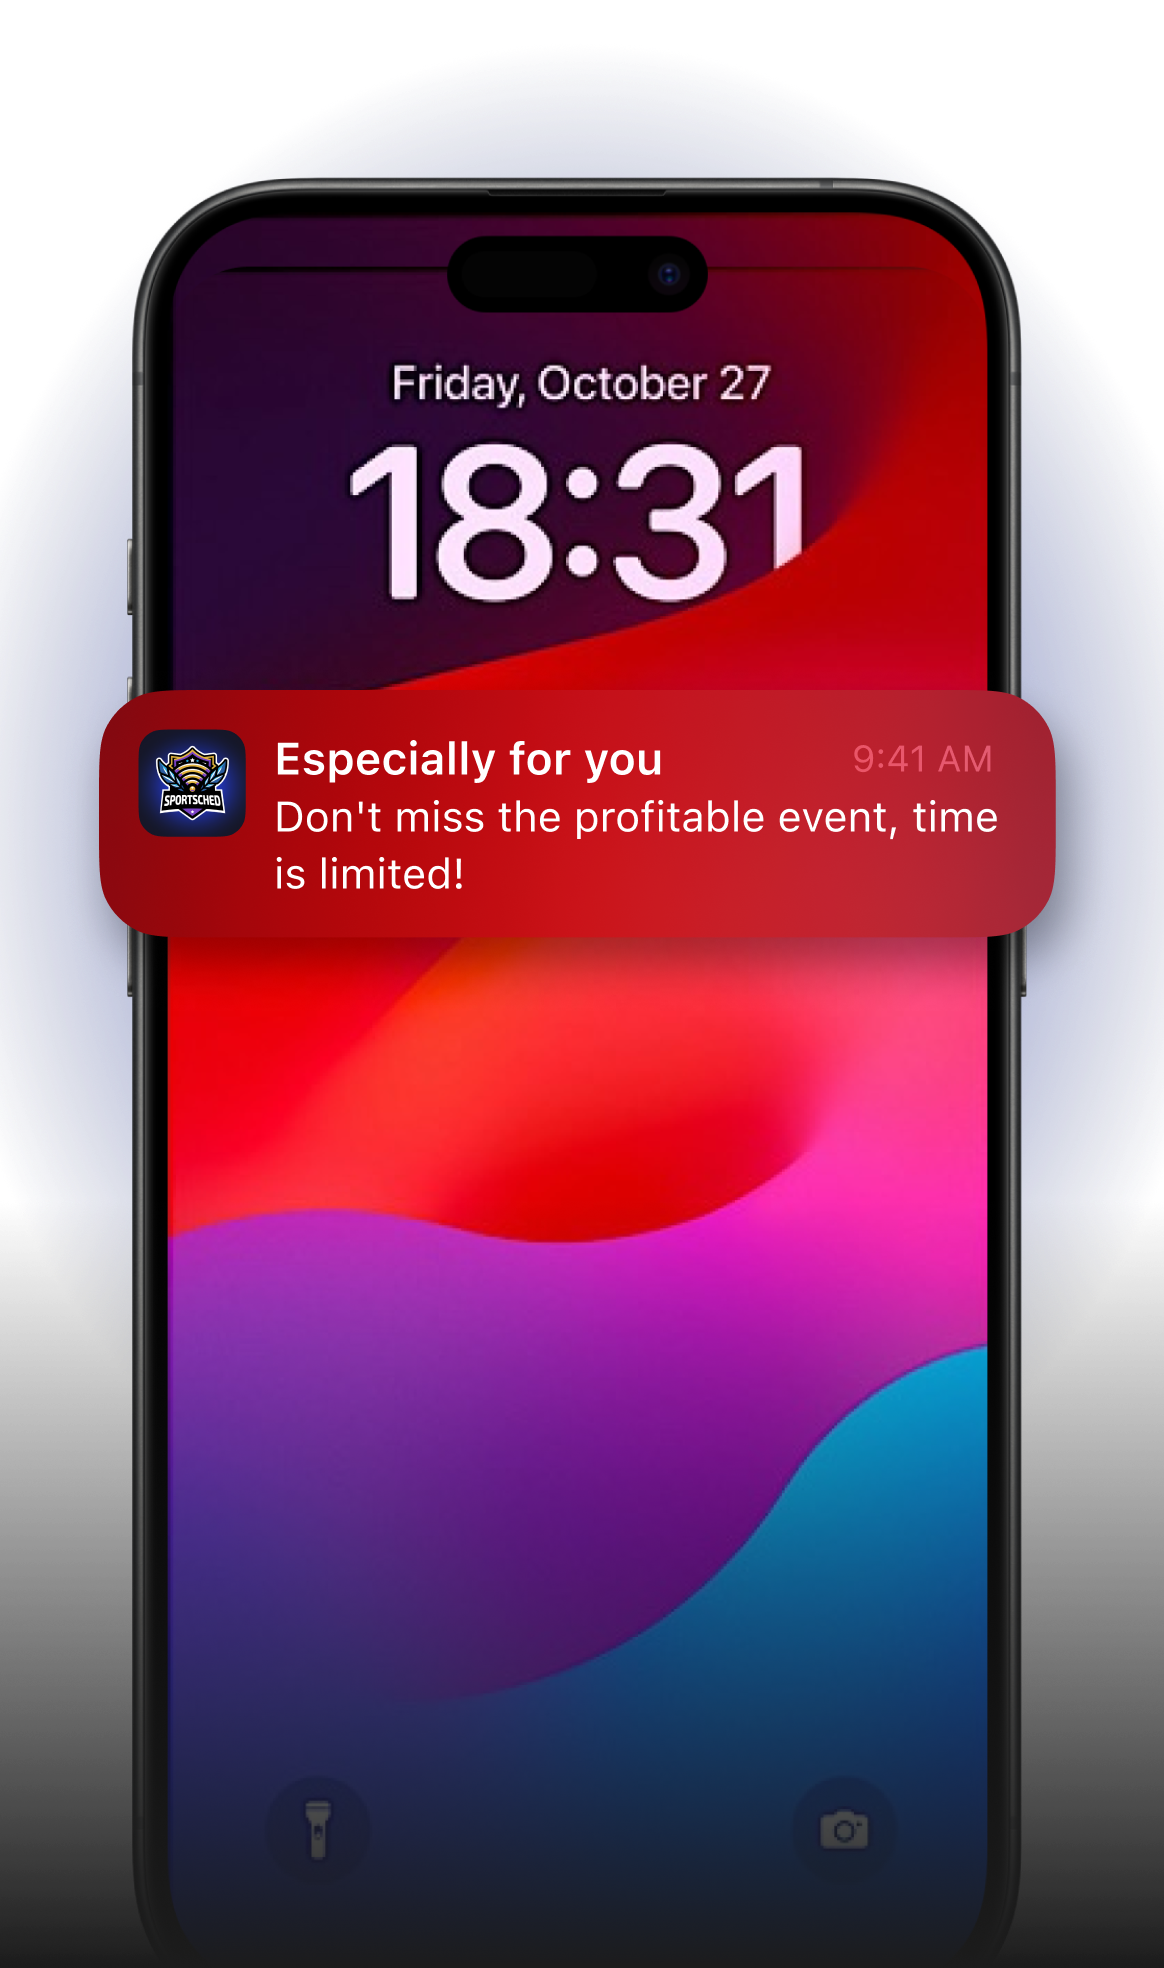 Friday, October 27
18:31
Especially for you
9:41 AM
SPORTSCHED
Don't miss the profitable event, time
is limited!